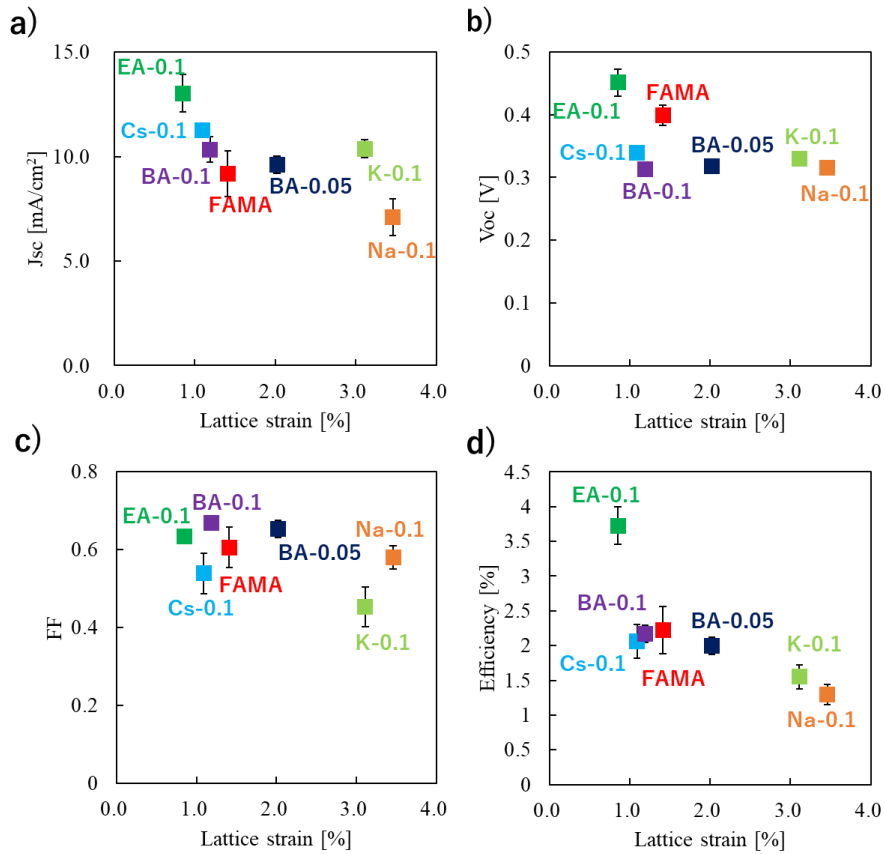 a)
15.0
10.0
5.0
0.0
Jsc [mA/cm²]
EA-0.1
Cs-0.1
BA-0.1
FAMA
BA-0.05
K-0.1
Na-0.1
0.0 1.0 2.0 3.0 4.0
Lattice strain [%]
b)
0.5
0.4
0.3
0.2
0.1
0
Voc [V]
EA-0.1
FAMA
Cs-0.1
BA-0.1
BA-0.05
K-0.1
Na-0.1
0.0 1.0 2.0 3.0 4.0
Lattice strain [%]
c)
0.8
0.6
0.4
0.2
0
FF
EA-0.1
BA-0.1
Cs-0.1
FAMA
BA-0.05
Na-0.1
K-0.1
0.0 1.0 2.0 3.0 4.0
Lattice strain [%]
d)
4.5
4
3.5
3
2.5
2
1.5
1
0.5
0
Efficiency [%]
EA-0.1
BA-0.1
Cs-0.1
FAMA
BA-0.05
K-0.1
Na-0.1
0.0 1.0 2.0 3.0 4.0
Lattice strain [%]